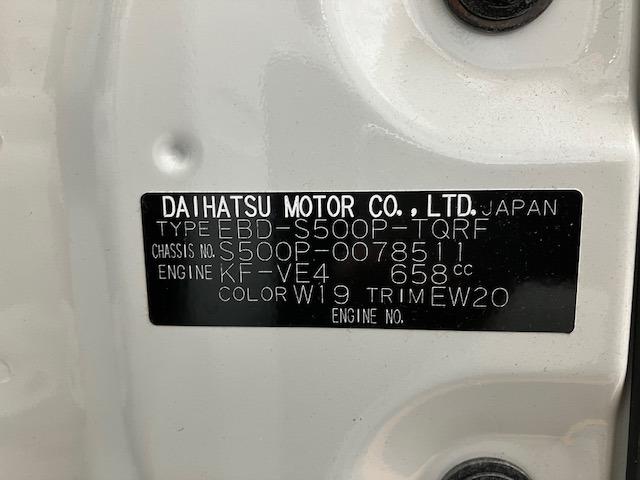 DAIHATSU MOTOR CO.,LTD. JAPAN
TYPE EBD-S500P-TQRF
CHASSIS NO. S500P-0078511
ENGINE KF-VE4 658cc
COLOR W19 TRIM EW20
ENGINE NO.